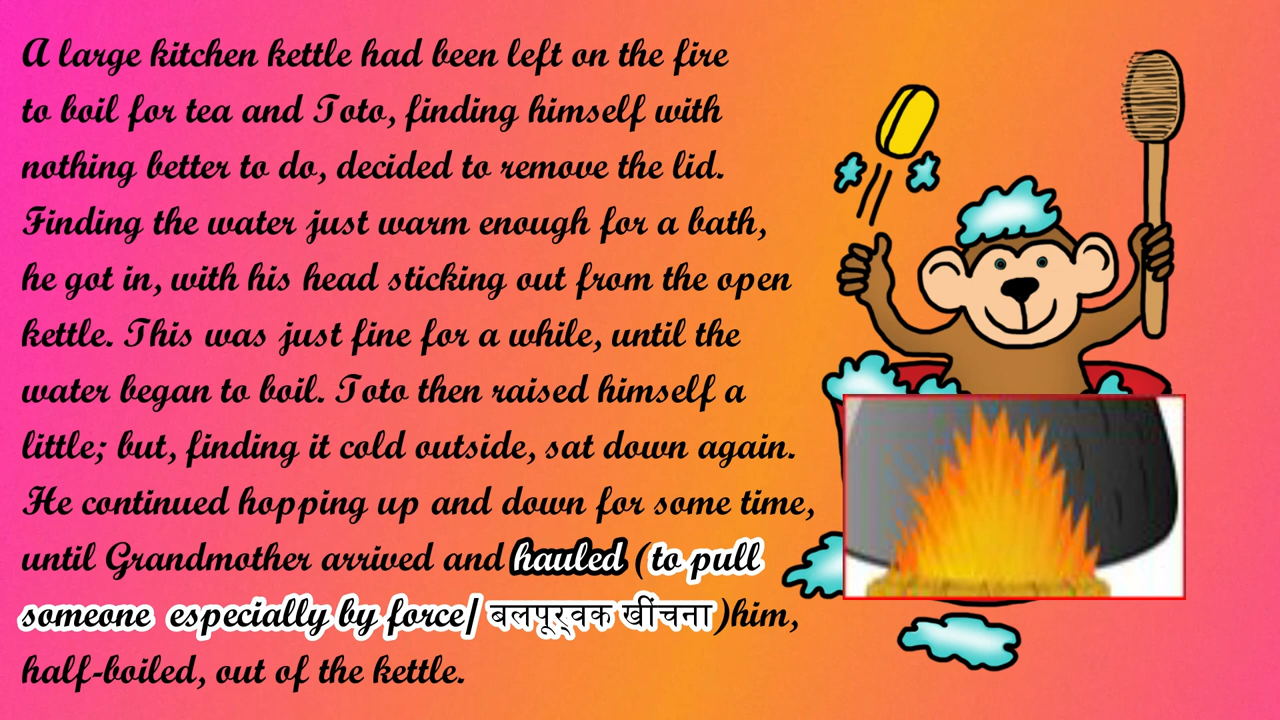 A large kitchen kettle had been left on the fire
to boil for tea and Toto, finding himself with
nothing better to do, decided to remove the lid.
Finding the water just warm enough for a bath,
he got in, with his head sticking out from the open
kettle. This was just fine for a while, until the
water began to boil. Toto then raised himself a
little; but, finding it cold outside, sat down again.
He continued hopping up and down for some time,
until Grandmother arrived and hauled (to pull
someone especially by force/ बलपूर्वक खींचना )him,
half-boiled, out of the kettle.